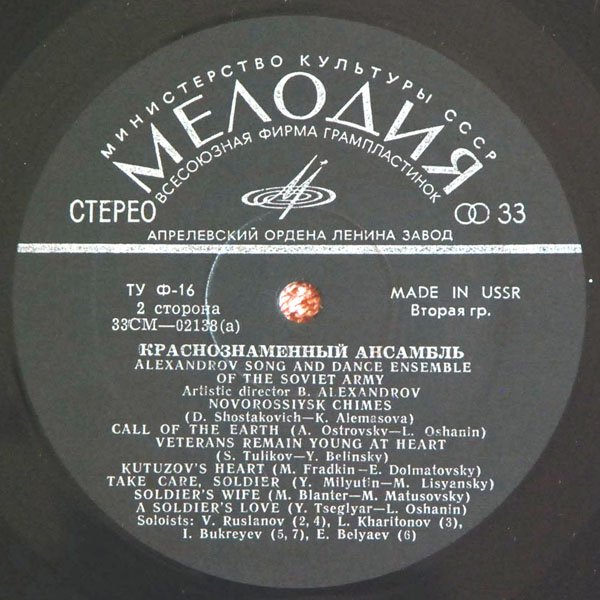 МИНИСТЕРСТВО КУЛЬТУРЫ СССР
МЕЛОДИЯ
ВСЕСОЮЗНАЯ ФИРМА ГРАМПЛАСТИНОК
СТЕРЕО
33
АПРЕЛЕВСКИЙ ОРДЕНА ЛЕНИНА ЗАВОД
ТУ Ф-16
2 сторона
33СМ—02138(а)
MADE IN USSR
Вторая гр.
КРАСНОЗНАМЕННЫЙ АНСАМБЛЬ
ALEXANDROV SONG AND DANCE ENSEMBLE
OF THE SOVIET ARMY
Artistic director B. ALEXANDROV
NOVOROSSIYSK CHIMES
(D. Shostakovich—K. Alemasova)
CALL OF THE EARTH (A. Ostrovsky—L. Oshanin)
VETERANS REMAIN YOUNG AT HEART
(S. Tulikov—Y. Belinsky)
KUTUZOV'S HEART (M. Fradkin—E. Dolmatovsky)
TAKE CARE, SOLDIER (Y. Milyutin—M. Lisyansky)
SOLDIER'S WIFE (M. Blanter—M. Matusovsky)
A SOLDIER'S LOVE (Y. Tseglyar—L. Oshanin)
Soloists: V. Ruslanov (2,4), L. Kharitonov (3),
I. Bukreyev (5,7), E. Belyaev (6)